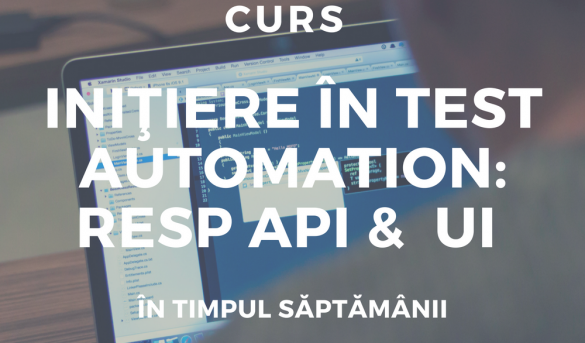 CURS
INIŢIERE ÎN TEST
AUTOMATION:
RESP API & UI
ÎN TIMPUL SĂPTĂMÂNII